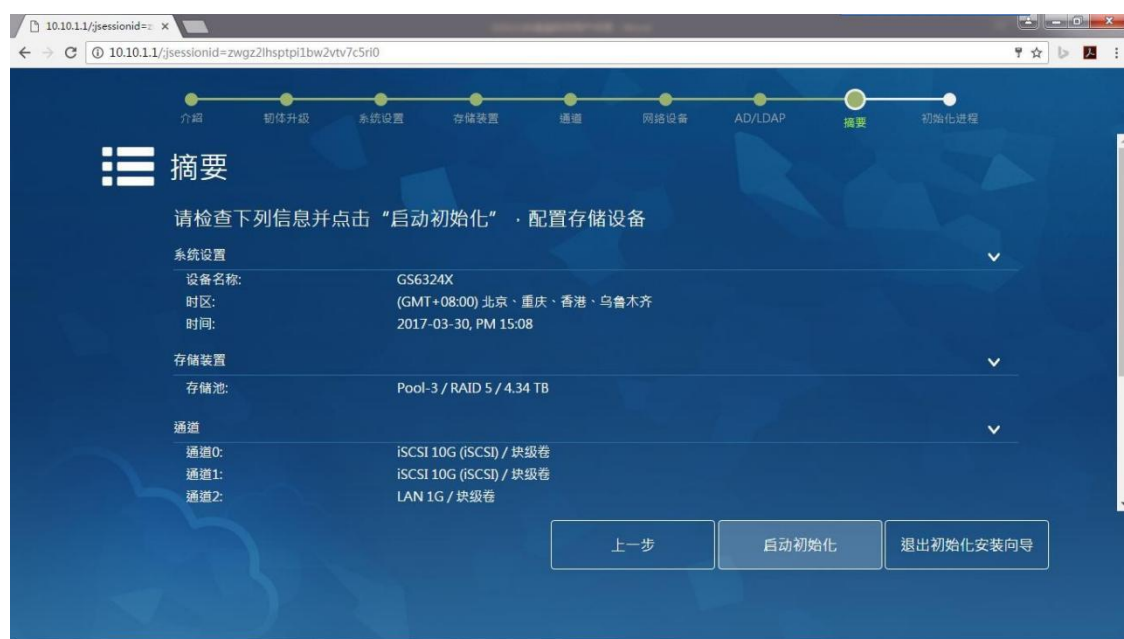 10.10.1.1/;jsessionid=z
10.10.1.1/;jsessionid=zwgz2lhsptpi1bw2vtv7c5ri0
介紹
韧体升級
系统设置
存储装置
通道
网络设备
AD/LDAP
摘要
初始化进程
摘要
请检查下列信息并点击“启动初始化”，配置存储设备
系统设置
设备名称: GS6324X
时区: (GMT+08:00) 北京、重庆、香港、乌鲁木齐
时间: 2017-03-30, PM 15:08
存储装置
存储池: Pool-3 / RAID 5 / 4.34 TB
通道
通道0: iSCSI 10G (iSCSI) / 块级卷
通道1: iSCSI 10G (iSCSI) / 块级卷
通道2: LAN 1G / 块级卷
上一步
启动初始化
退出初始化安装向导